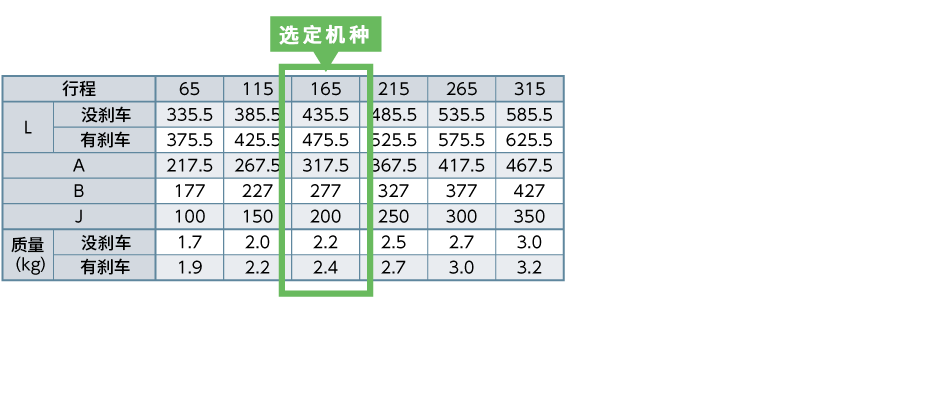 选定机种
行程 65 115 165 215 265 315
L 没刹车 335.5 385.5 435.5 485.5 535.5 585.5
有刹车 375.5 425.5 475.5 525.5 575.5 625.5
A 217.5 267.5 317.5 367.5 417.5 467.5
B 177 227 277 327 377 427
J 100 150 200 250 300 350
质量 (kg) 没刹车 1.7 2.0 2.2 2.5 2.7 3.0
有刹车 1.9 2.2 2.4 2.7 3.0 3.2